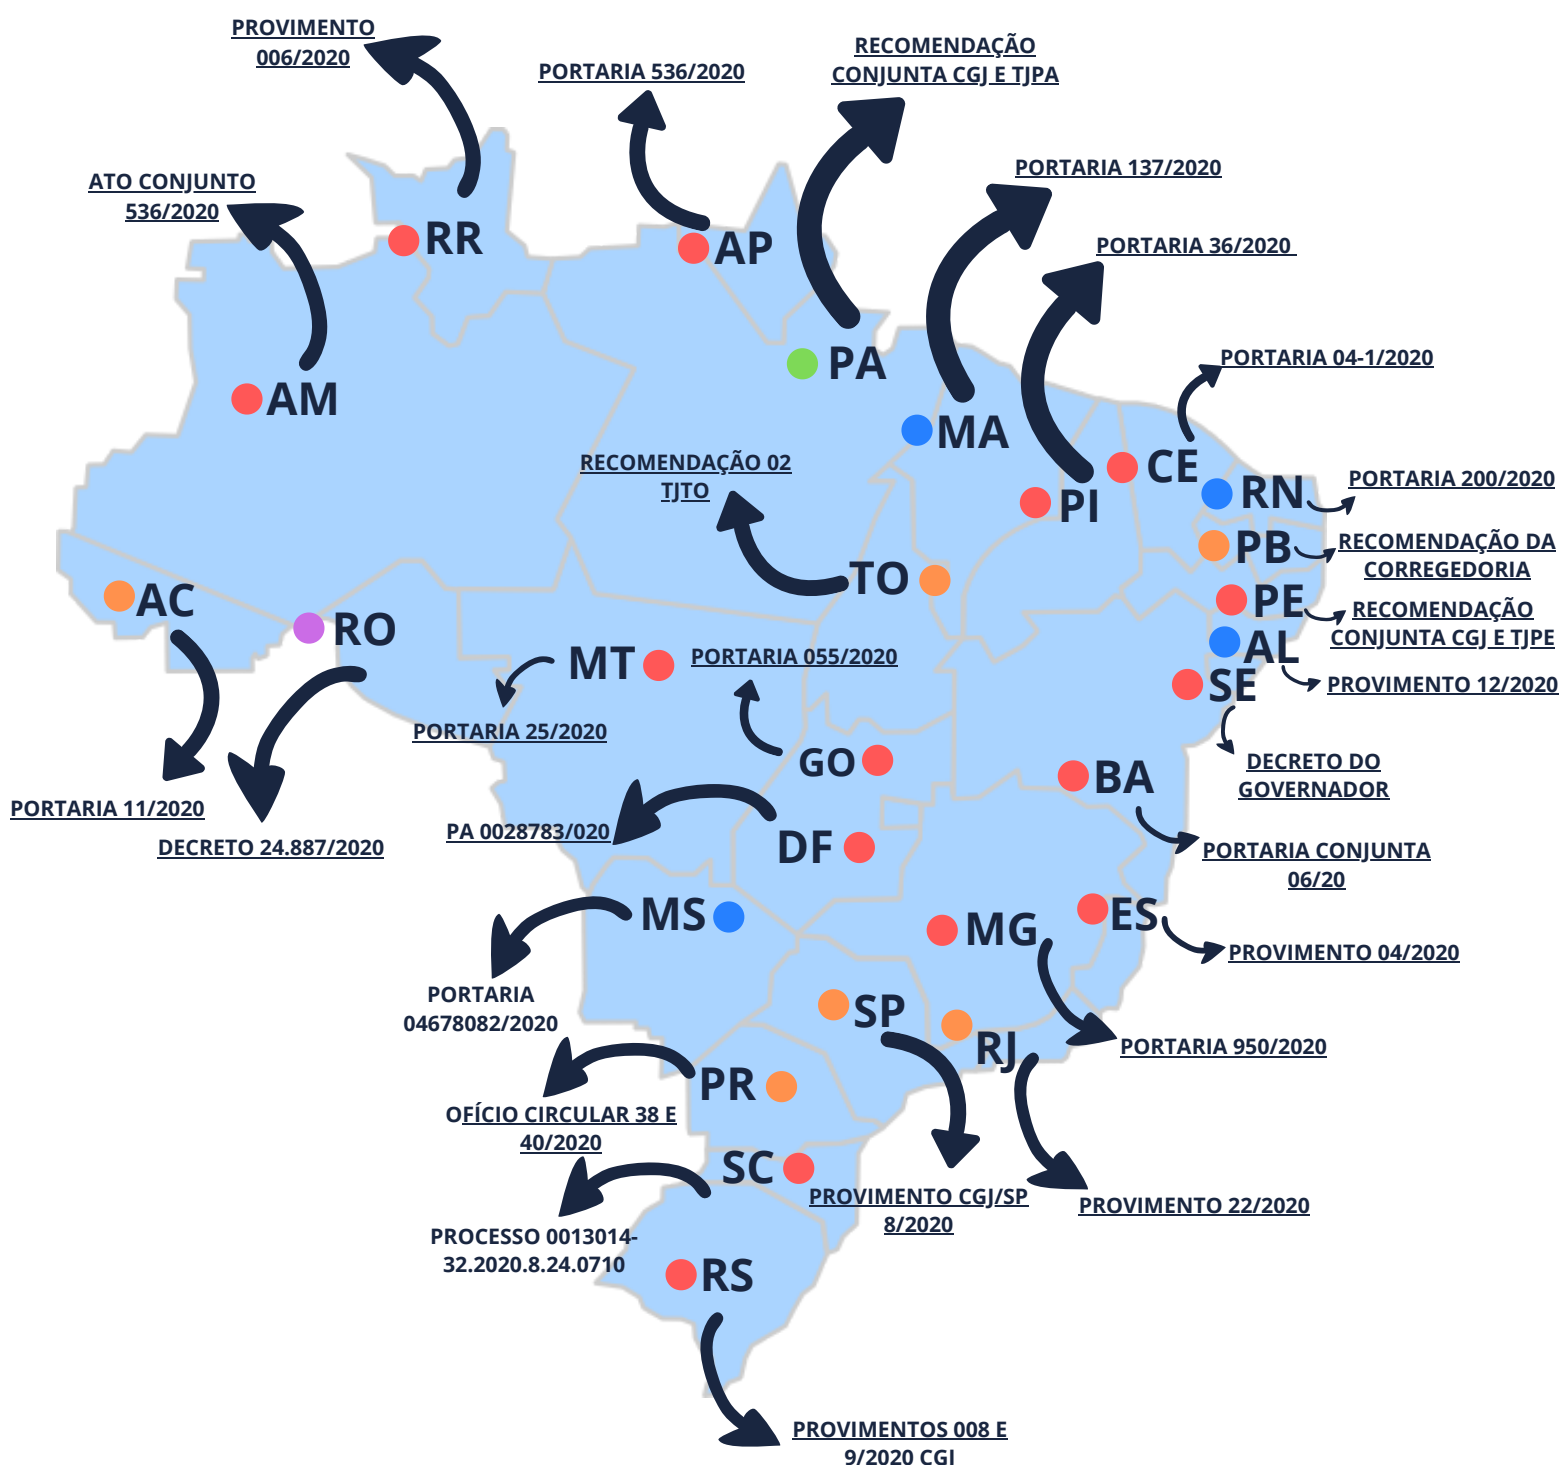 PROVIMENTO
006/2020
PORTARIA 536/2020
RECOMENDAÇÃO
CONJUNTA CGJ E TJPA
ATO CONJUNTO
536/2020
PORTARIA 137/2020
PORTARIA 36/2020
RR
AP
PA
AM
MA
PORTARIA 04-1/2020
RECOMENDAÇÃO 02
TJTO
CE
PI
RN
PORTARIA 200/2020
PB
RECOMENDAÇÃO DA
CORREGEDORIA
TO
AC
RO
PE
RECOMENDAÇÃO
CONJUNTA CGJ E TJPE
AL
MT
PORTARIA 055/2020
SE
PROVIMENTO 12/2020
PORTARIA 25/2020
GO
BA
DECRETO DO
GOVERNADOR
PORTARIA 11/2020
DECRETO 24.887/2020
PA 0028783/020
DF
PORTARIA CONJUNTA
06/20
MS
MG
ES
PROVIMENTO 04/2020
PORTARIA
04678082/2020
SP
RJ
PORTARIA 950/2020
PR
OFÍCIO CIRCULAR 38 E
40/2020
SC
PROVIMENTO CGJ/SP
8/2020
PROVIMENTO 22/2020
PROCESSO 0013014-
32.2020.8.24.0710
RS
PROVIMENTOS 008 E
9/2020 CGJ